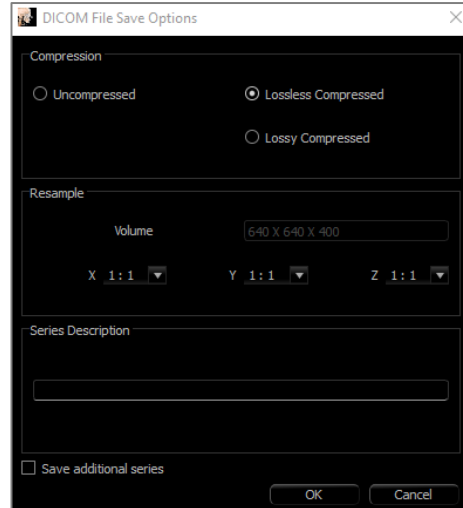 DICOM File Save Options
Compression
Uncompressed
Lossless Compressed
Lossy Compressed
Resample
Volume 640 X 640 X 400
X 1:1 Y 1:1 Z 1:1
Series Description
Save additional series
OK Cancel